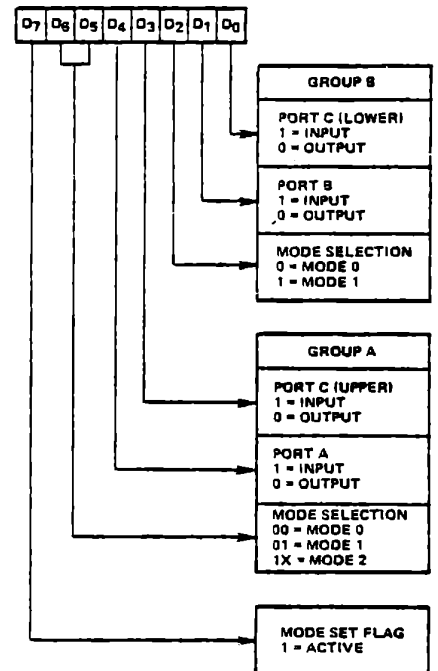 D7 D6 D5 D4 D3 D2 D1 D0
GROUP B
PORT C (LOWER)
1 = INPUT
0 = OUTPUT
PORT B
1 = INPUT
0 = OUTPUT
MODE SELECTION
0 = MODE 0
1 = MODE 1
GROUP A
PORT C (UPPER)
1 = INPUT
0 = OUTPUT
PORT A
1 = INPUT
0 = OUTPUT
MODE SELECTION
00 = MODE 0
01 = MODE 1
1X = MODE 2
MODE SET FLAG
1 = ACTIVE